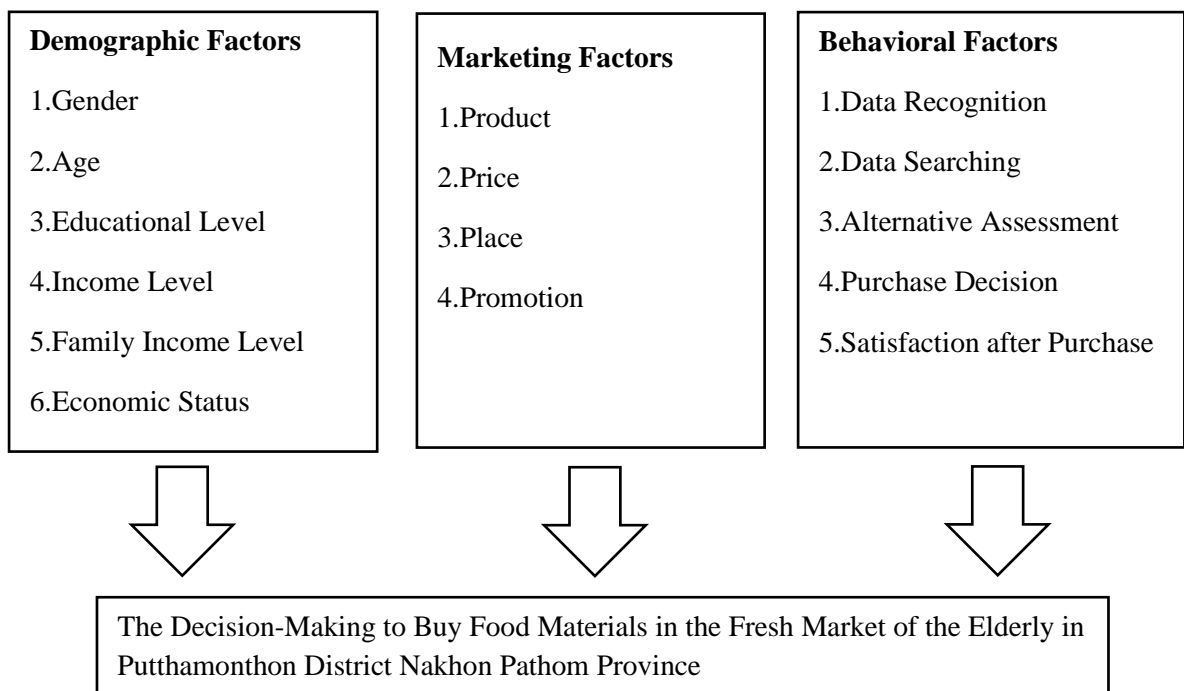 Demographic Factors
1.Gender
2.Age
3.Educational Level
4.Income Level
5.Family Income Level
6.Economic Status
Marketing Factors
1.Product
2.Price
3.Place
4.Promotion
Behavioral Factors
1.Data Recognition
2.Data Searching
3.Alternative Assessment
4.Purchase Decision
5.Satisfaction after Purchase
The Decision-Making to Buy Food Materials in the Fresh Market of the Elderly in
Putthamonthon District Nakhon Pathom Province